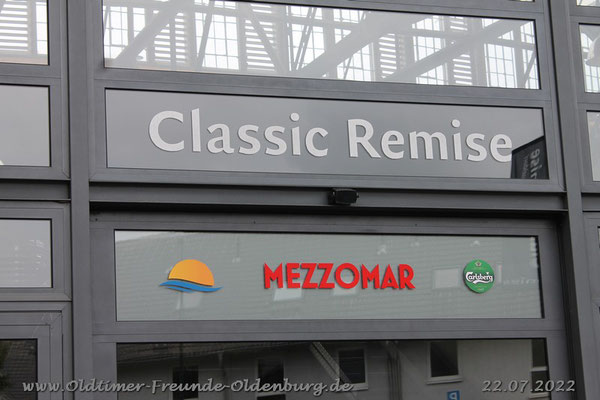 Classic Remise
MEZZOMAR
Carlsberg
www.Oldtimer-Freunde-Oldenburg.de 22.07.2022